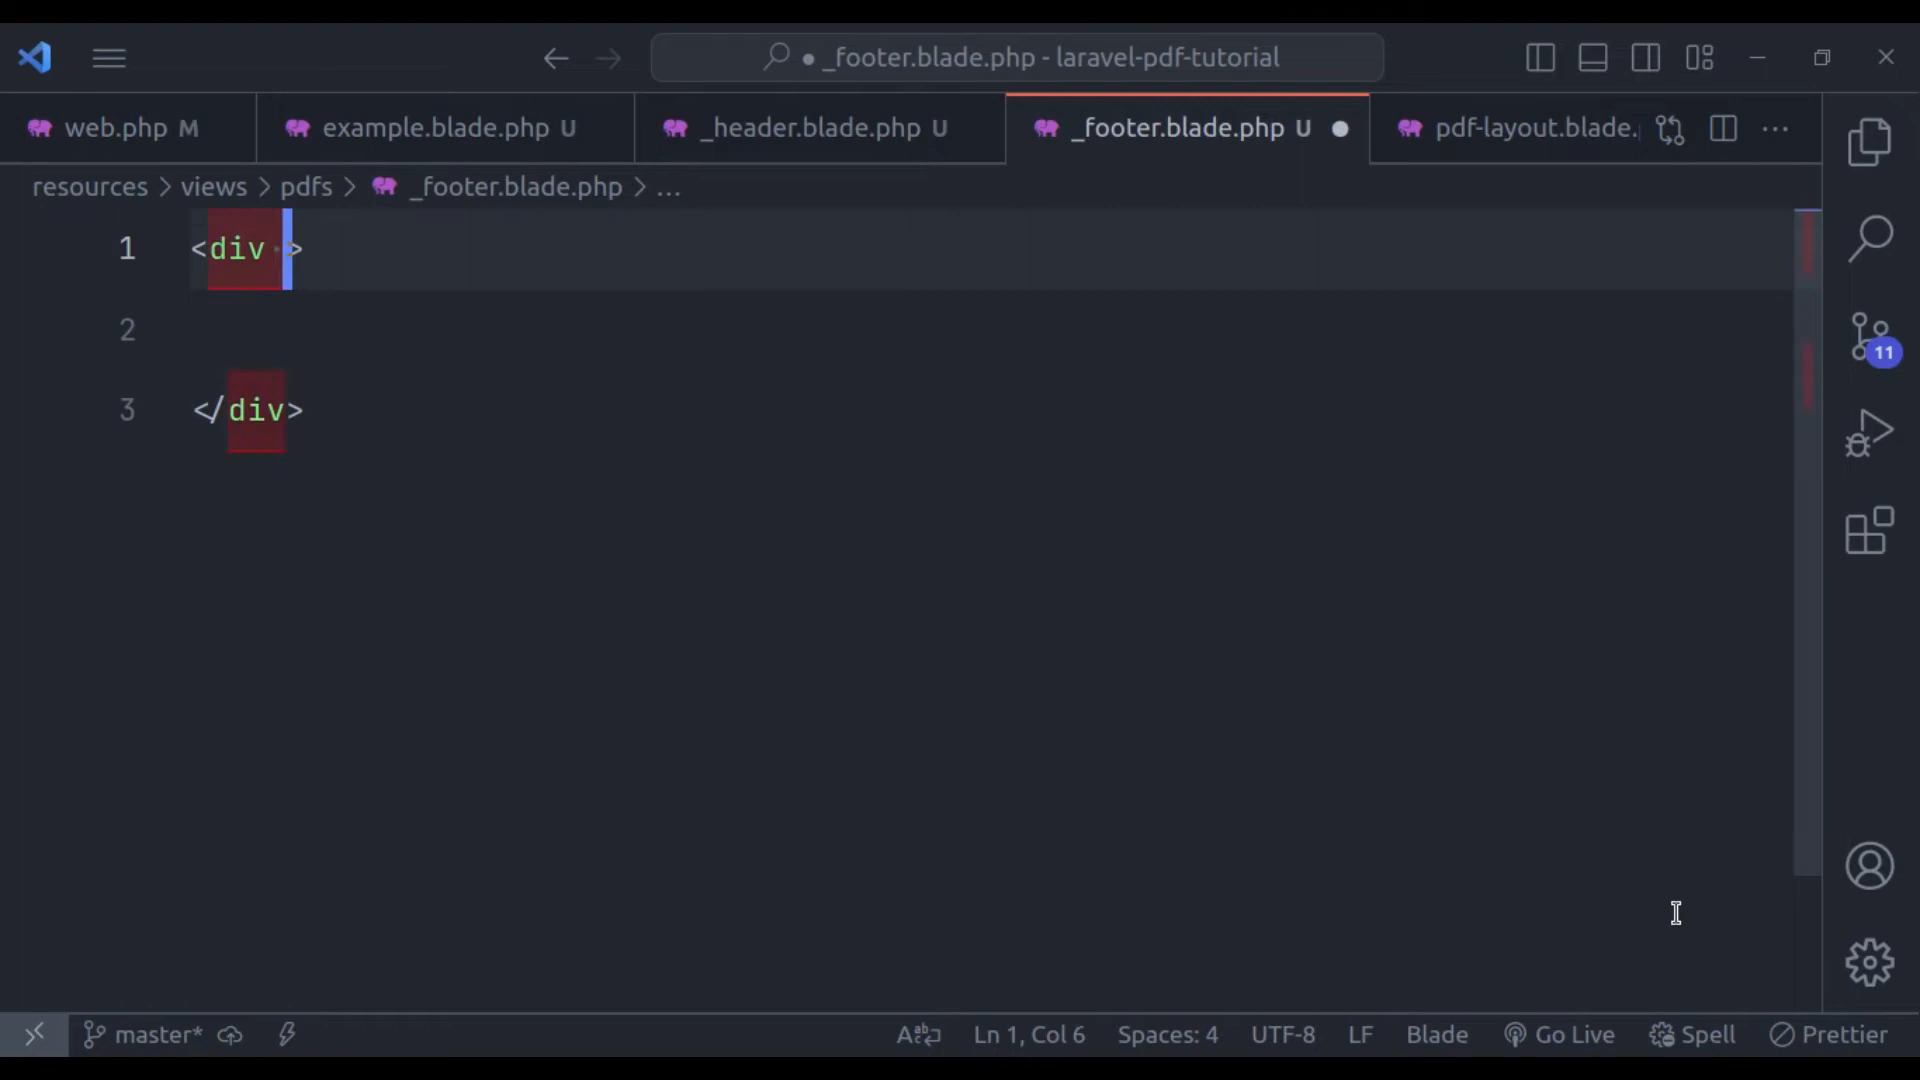 _footer.blade.php - laravel-pdf-tutorial
web.php M
example.blade.php U
_header.blade.php U
_footer.blade.php U
pdf-layout.blade.
resources > views > pdfs > _footer.blade.php > ...
1 <div >
2
3 </div>
11
master*
Ln 1, Col 6
Spaces: 4
UTF-8
LF
Blade
Go Live
Spell
Prettier